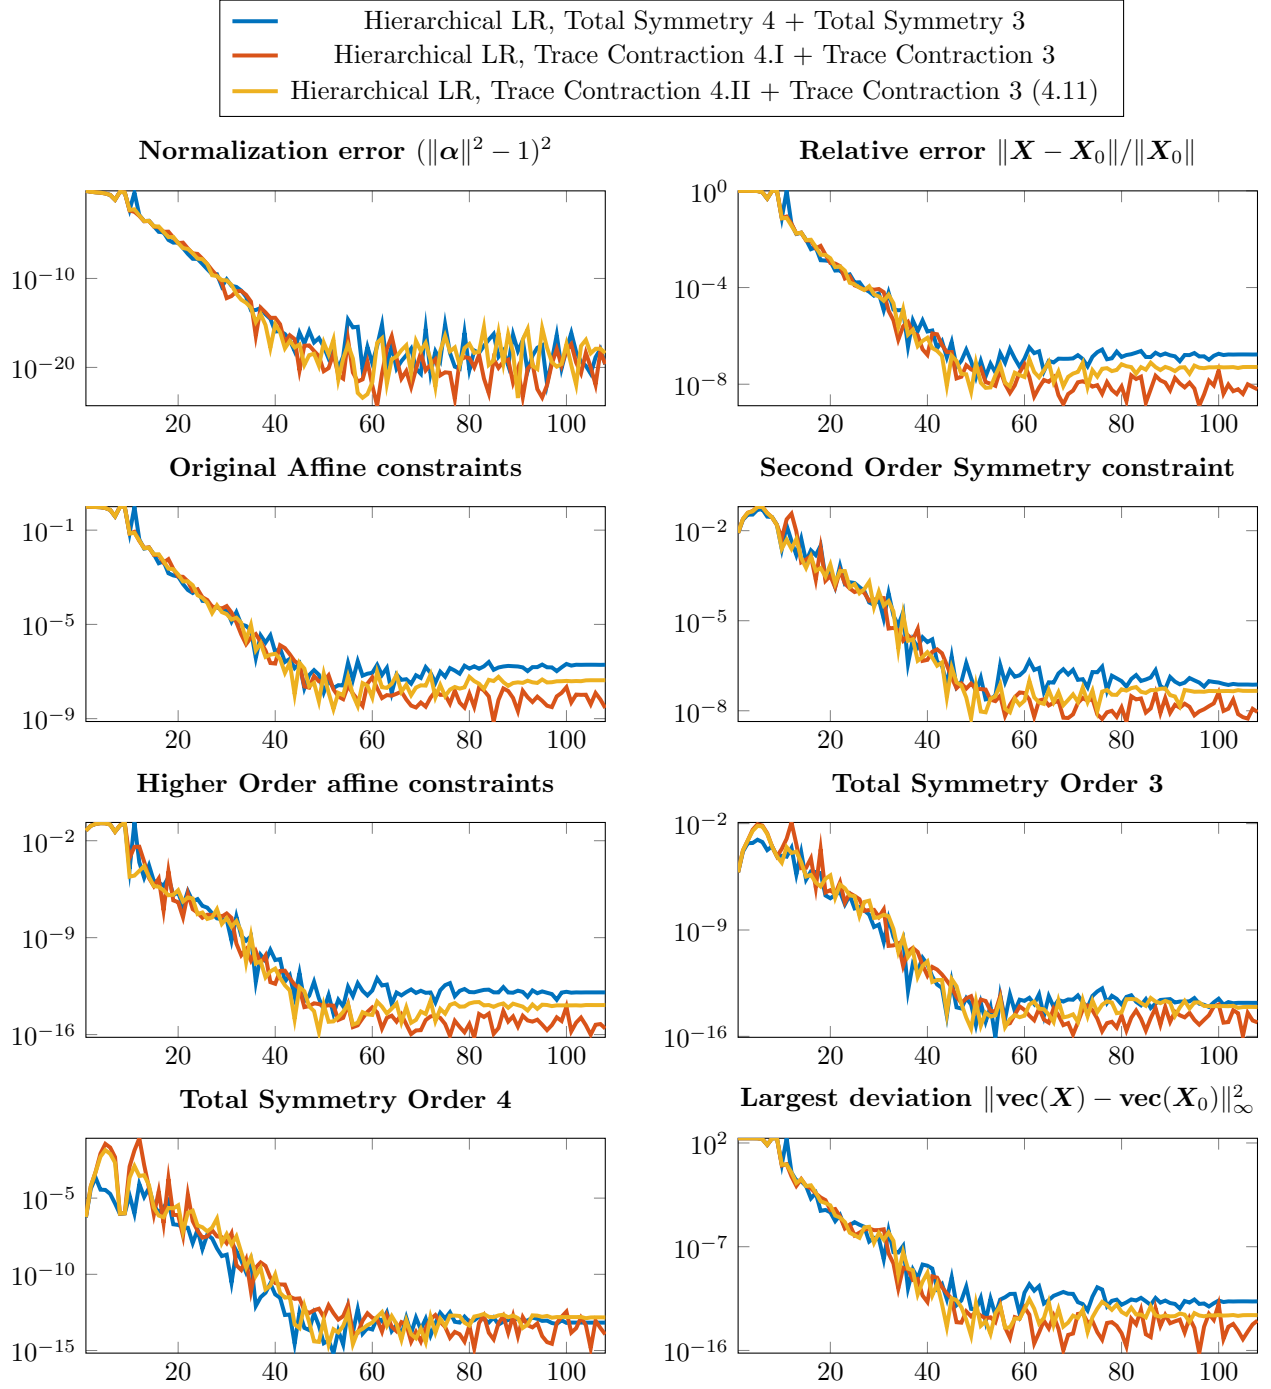 Hierarchical LR, Total Symmetry 4 + Total Symmetry 3
Hierarchical LR, Trace Contraction 4.I + Trace Contraction 3
Hierarchical LR, Trace Contraction 4.II + Trace Contraction 3 (4.11)
Normalization error (‖α‖² − 1)²
10⁻¹⁰
10⁻²⁰
20 40 60 80 100
Relative error ‖X − X₀‖/‖X₀‖
10⁰
10⁻⁴
10⁻⁸
20 40 60 80 100
Original Affine constraints
10⁻¹
10⁻⁵
10⁻⁹
20 40 60 80 100
Second Order Symmetry constraint
10⁻²
10⁻⁵
10⁻⁸
20 40 60 80 100
Higher Order affine constraints
10⁻²
10⁻⁹
10⁻¹⁶
20 40 60 80 100
Total Symmetry Order 3
10⁻²
10⁻⁹
10⁻¹⁶
20 40 60 80 100
Total Symmetry Order 4
10⁻⁵
10⁻¹⁰
10⁻¹⁵
20 40 60 80 100
Largest deviation ‖vec(X) − vec(X₀)‖²∞
10²
10⁻⁷
10⁻¹⁶
20 40 60 80 100